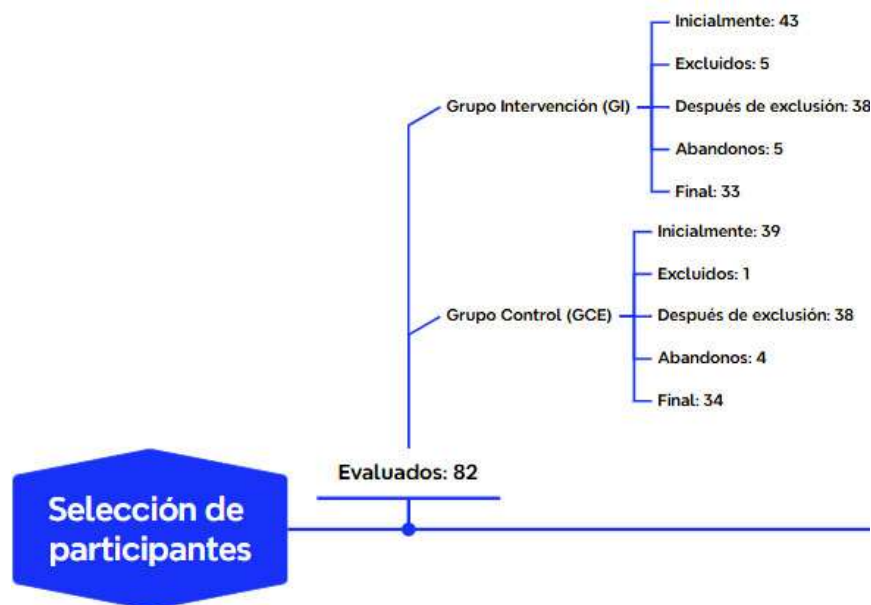 Inicialmente: 43
Excluidos: 5
Grupo Intervención (GI)
Después de exclusión: 38
Abandonos: 5
Final: 33
Inicialmente: 39
Excluidos: 1
Grupo Control (GCE)
Después de exclusión: 38
Abandonos: 4
Final: 34
Evaluados: 82
Selección de
participantes